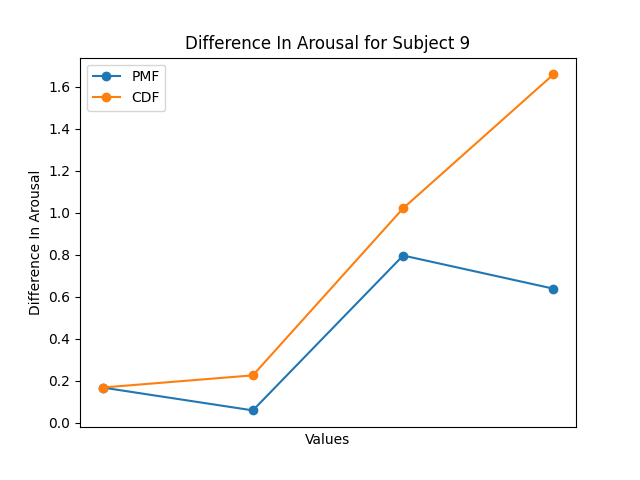 Difference In Arousal for Subject 9
PMF
CDF
1.6
1.4
1.2
1.0
0.8
0.6
0.4
0.2
0.0
Difference In Arousal
Values